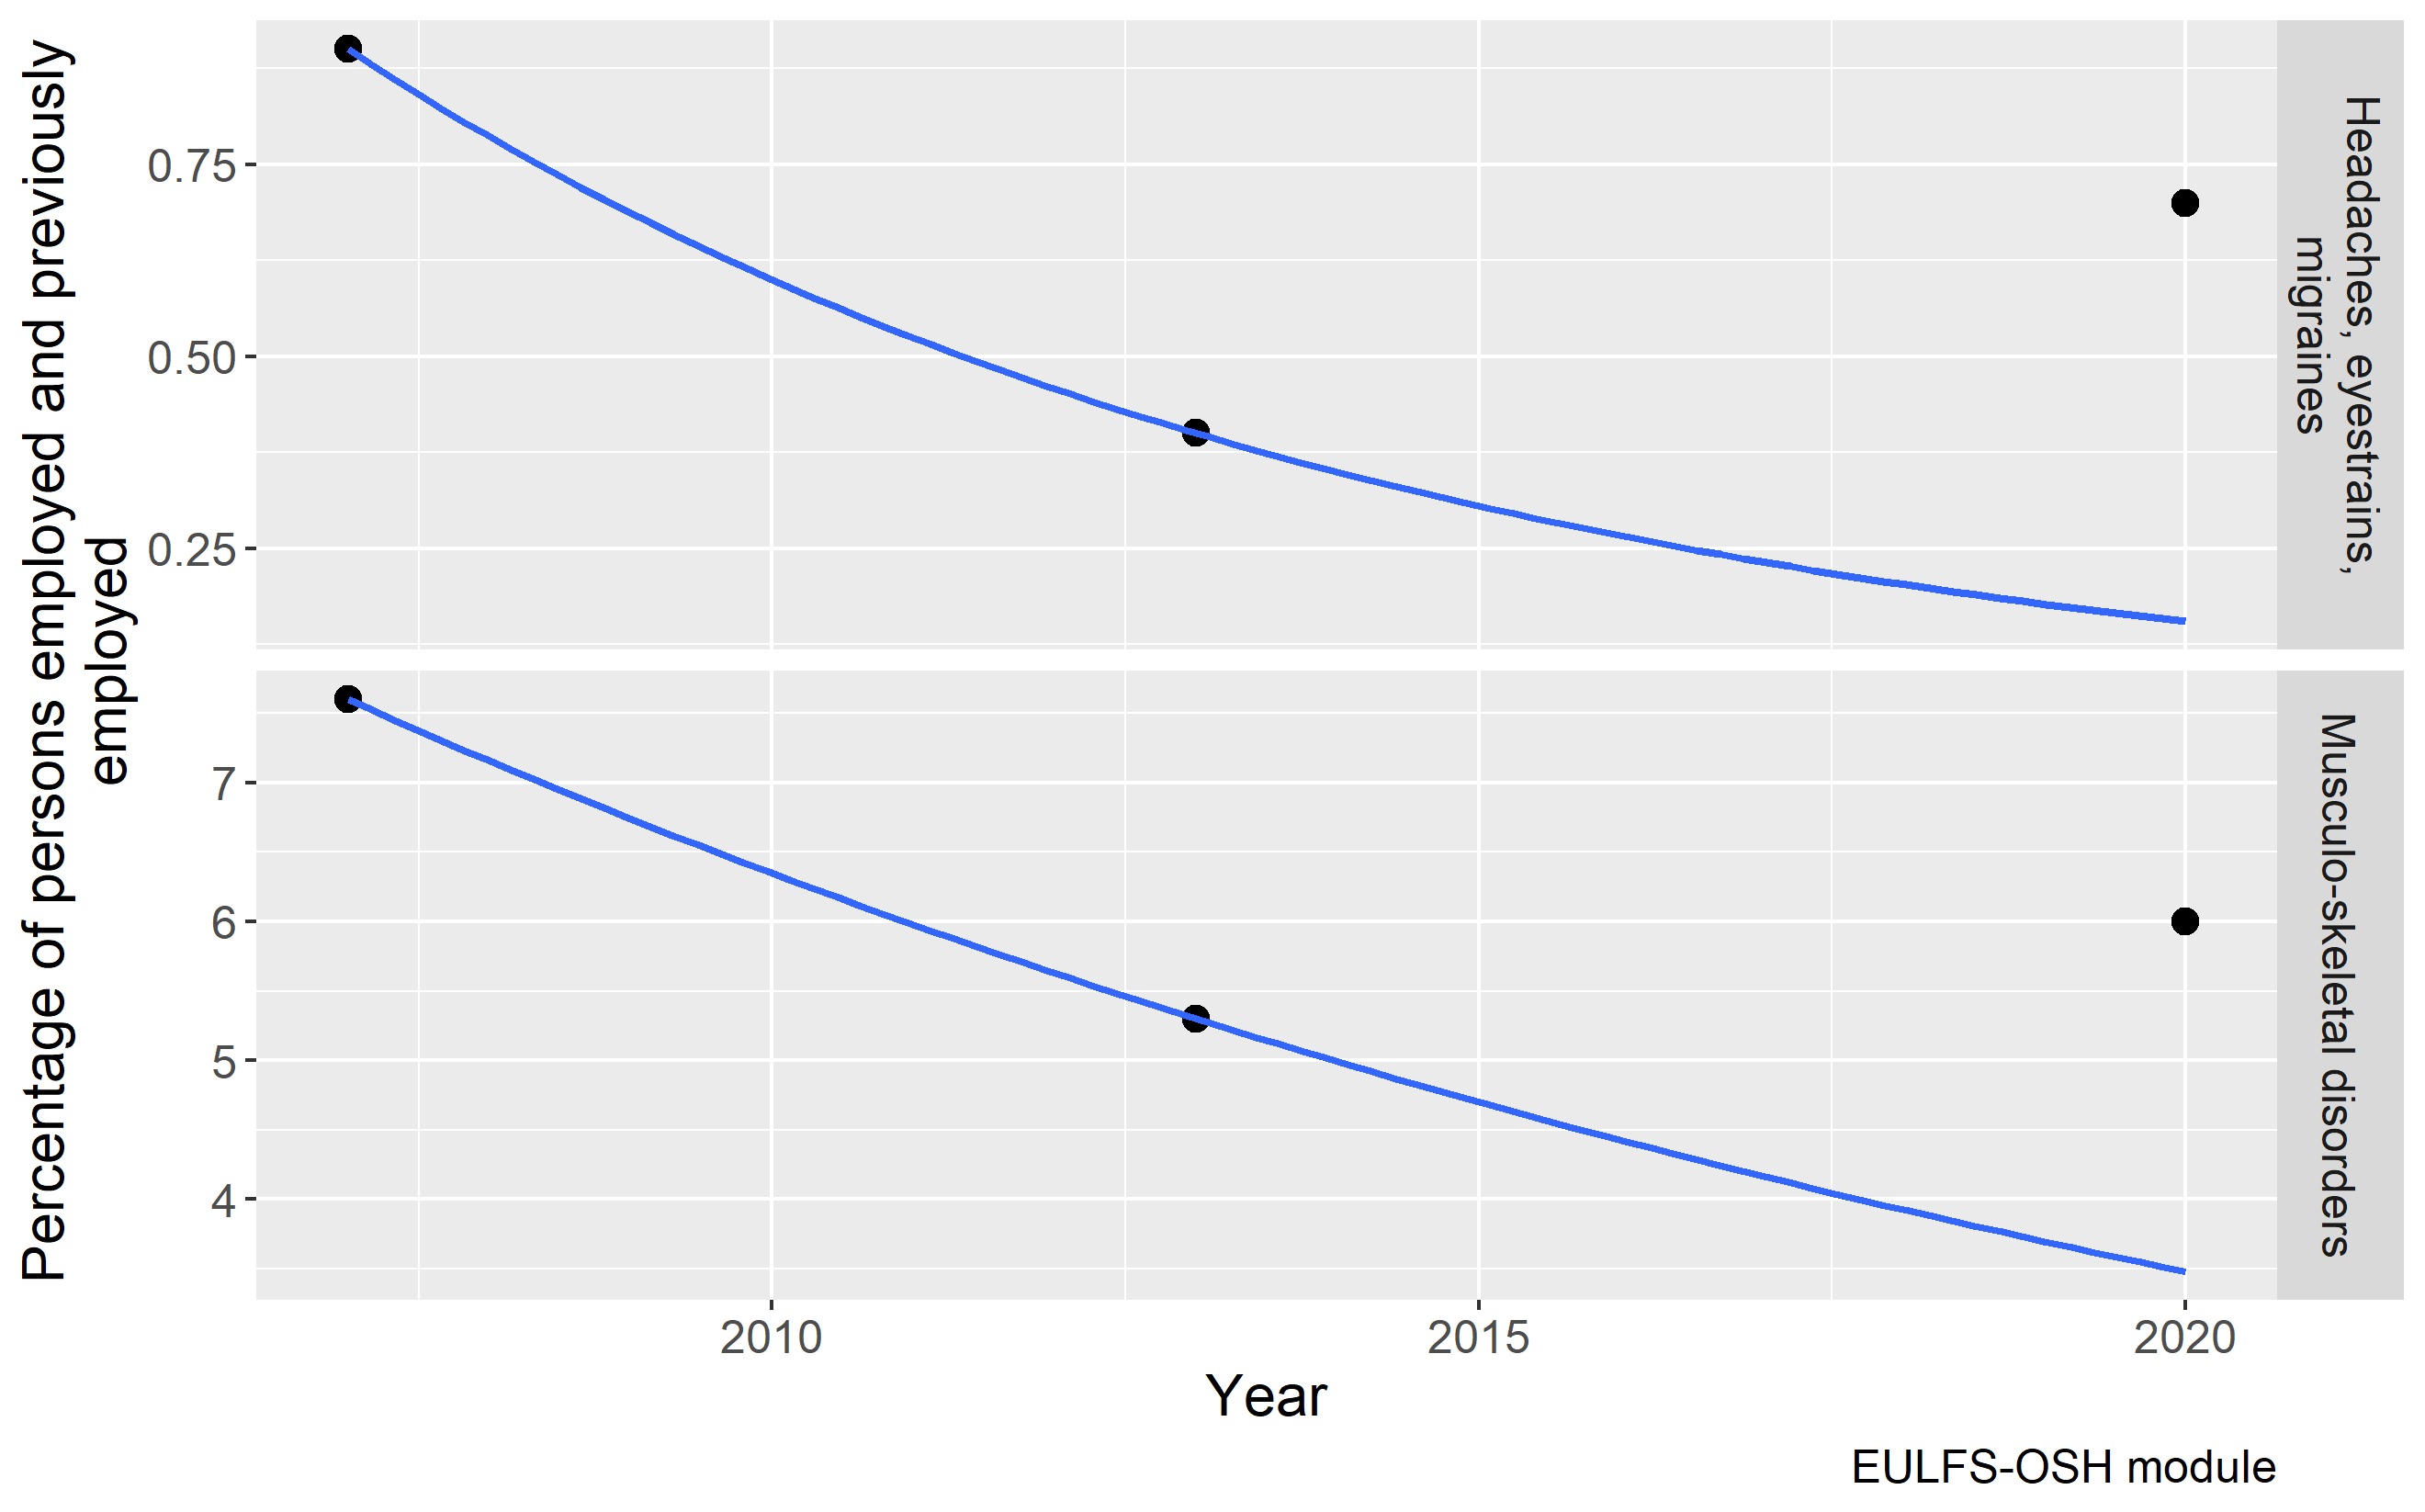 Percentage of persons employed and previously
employed
0.75
0.50
0.25
Headaches, eyestrains,
migraines
7
6
5
4
Musculo-skeletal disorders
2010
2015
2020
Year
EULFS-OSH module